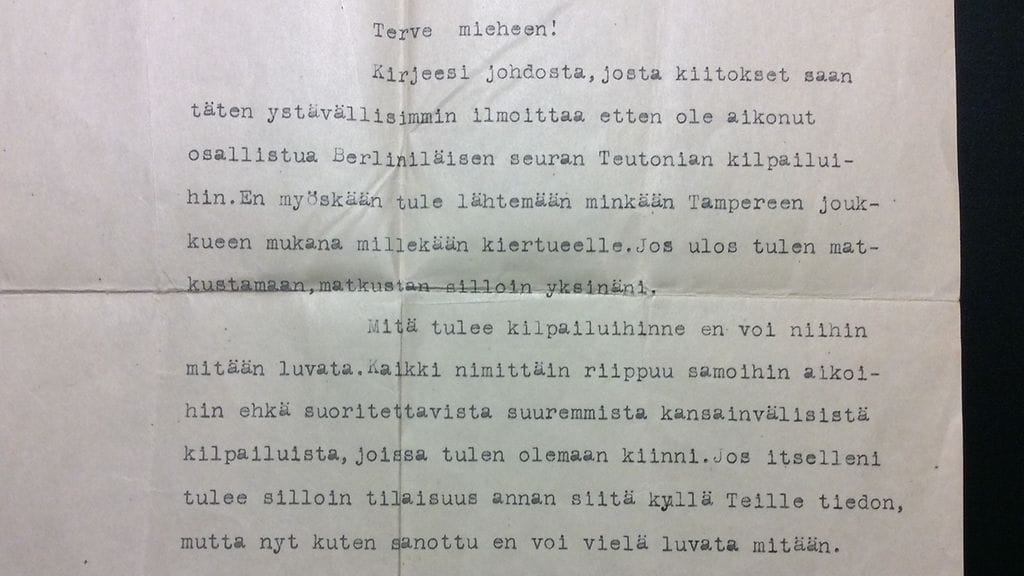 Terve mieheen!
Kirjeesi johdosta,josta kiitokset saan
täten ystävällisimmin ilmoittaa etten ole aikonut
osallistua Berliniläisen seuran Teutonian kilpailui-
hin.En myöskään tule lähtemään minkään Tampereen jouk-
kueen mukana millekään kiertueelle.Jos ulos tulen mat-
kustamaan,matkustan silloin yksinäni.
Mitä tulee kilpailuihinne en voi niihin
mitään luvata.Kaikki nimittäin riippuu samoihin aikoi-
hin ehkä suoritettavista suuremmista kansainvälisistä
kilpailuista,joissa tulen olemaan kiinni.Jos itselleni
tulee silloin tilaisuus annan siitä kyllä Teille tiedon,
mutta nyt kuten sanottu en voi vielä luvata mitään.